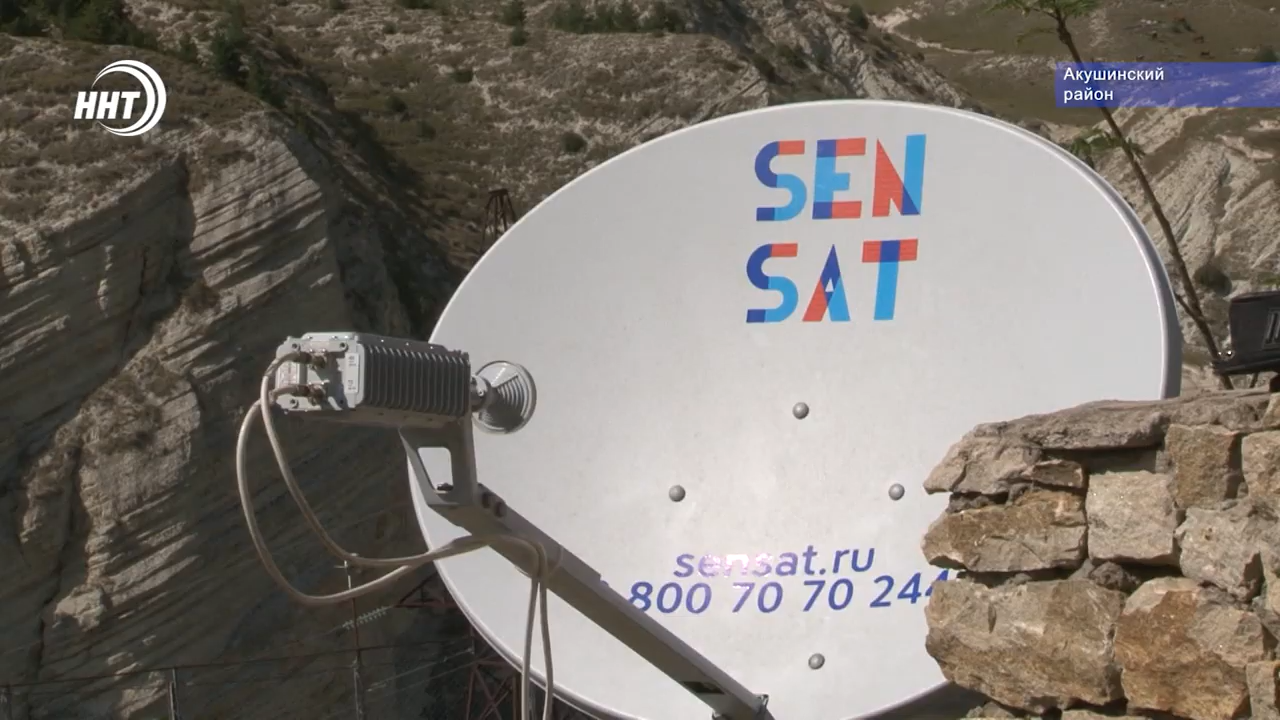 ННТ
Акушинский
район
SEN
SAT
sensat.ru
800 70 70 244